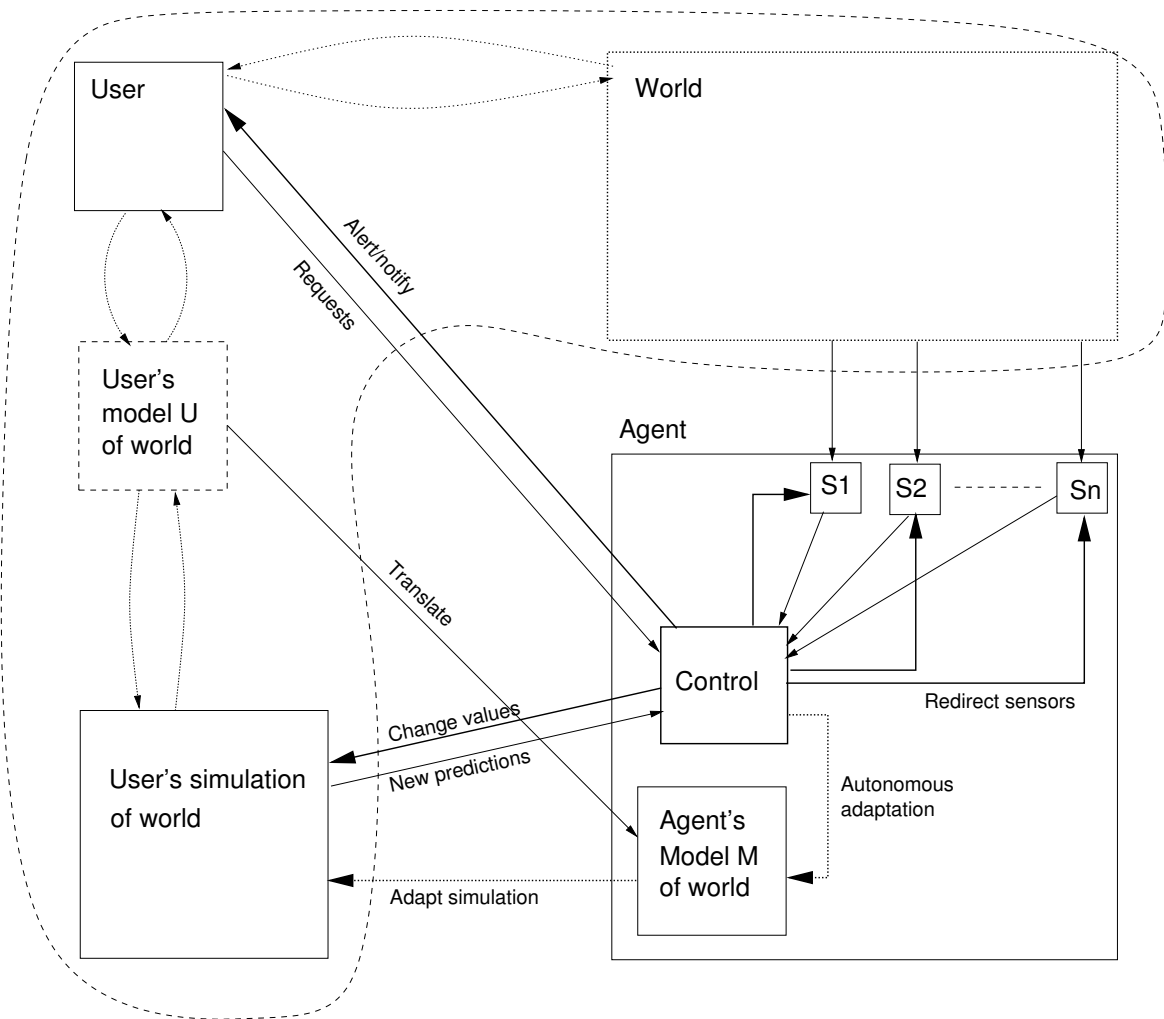 User
World
Alert/notify
Requests
User's
model U
of world
Agent
S1
S2
Sn
Translate
Control
Redirect sensors
Change values
New predictions
User's simulation
of world
Autonomous
adaptation
Agent's
Model M
of world
Adapt simulation